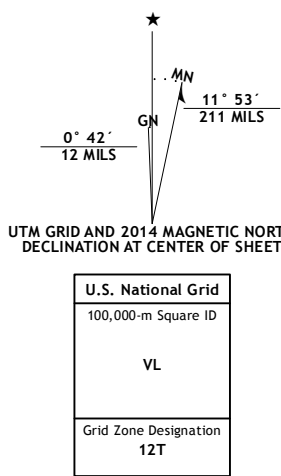 ★
MN
GN
11° 53´
211 MILS
0° 42´
12 MILS
UTM GRID AND 2014 MAGNETIC NORT
DECLINATION AT CENTER OF SHEET
U.S. National Grid
100,000-m Square ID
VL
Grid Zone Designation
12T